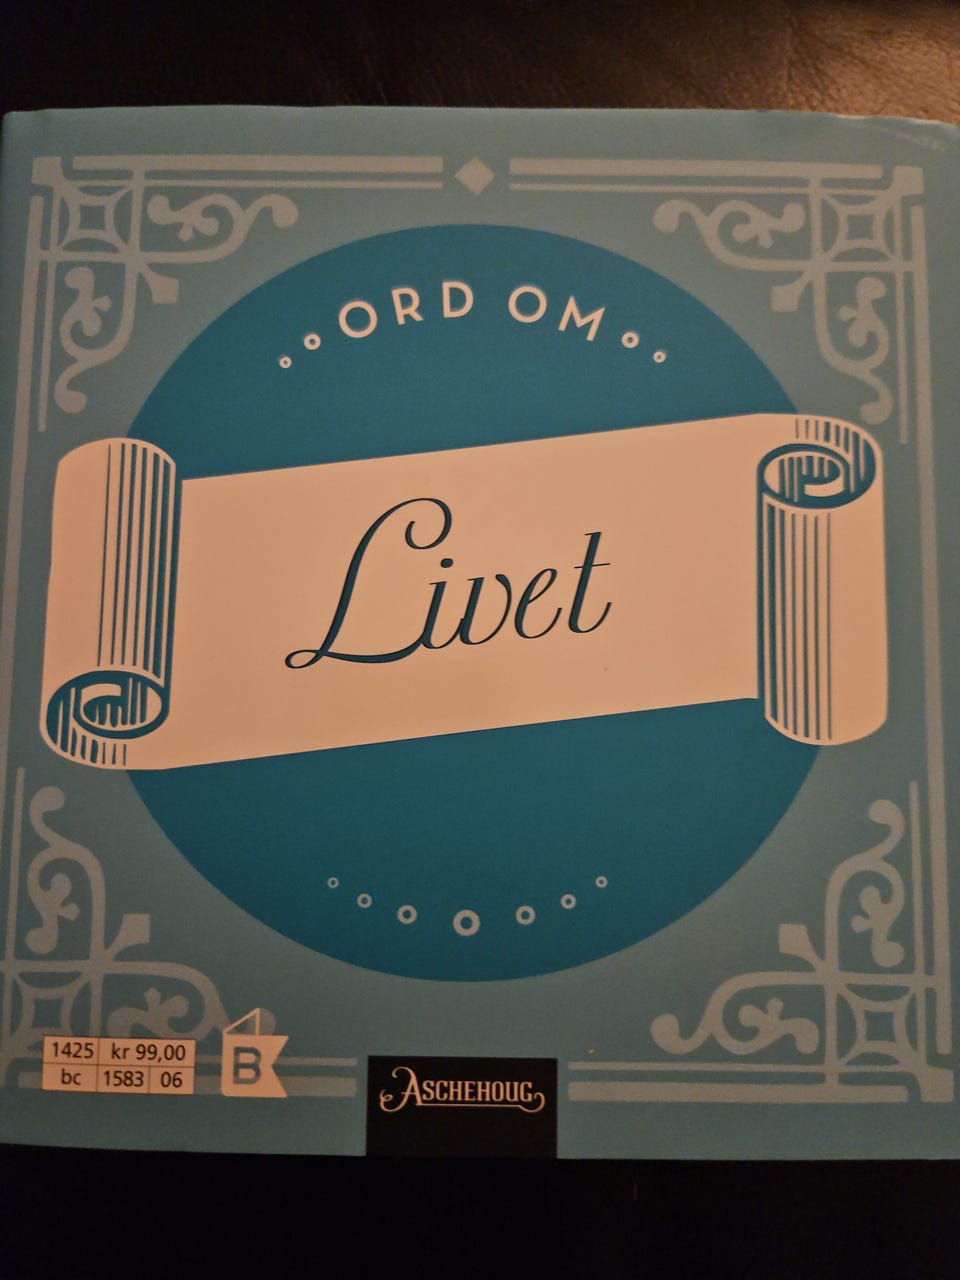 ORD OM
Livet
1425 kr 99,00
bc 1583 06
B
ASCHEHOUG